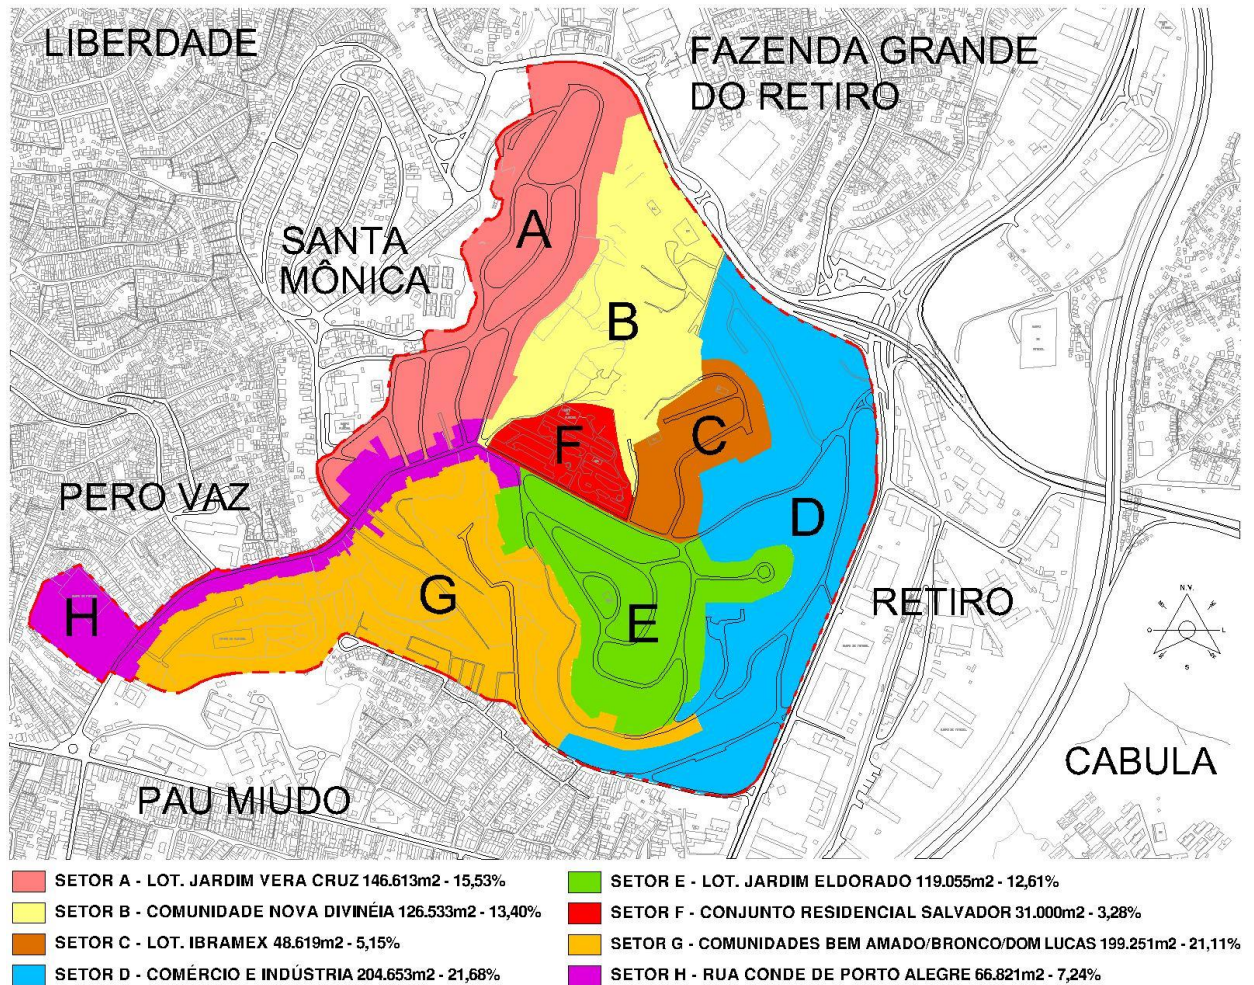 LIBERDADE
FAZENDA GRANDE
DO RETIRO
A
SANTA
MÔNICA
B
F
C
PERO VAZ
D
G
H
E
RETIRO
N.V.
O
L
S
PAU MIUDO
CABULA
SETOR A - LOT. JARDIM VERA CRUZ 146.613m2 - 15,53%
SETOR B - COMUNIDADE NOVA DIVINÉIA 126.533m2 - 13,40%
SETOR C - LOT. IBRAMEX 48.619m2 - 5,15%
SETOR D - COMÉRCIO E INDÚSTRIA 204.653m2 - 21,68%
SETOR E - LOT. JARDIM ELDORADO 119.055m2 - 12,61%
SETOR F - CONJUNTO RESIDENCIAL SALVADOR 31.000m2 - 3,28%
SETOR G - COMUNIDADES BEM AMADO/BRONCO/DOM LUCAS 199.251m2 - 21,11%
SETOR H - RUA CONDE DE PORTO ALEGRE 66.821m2 - 7,24%